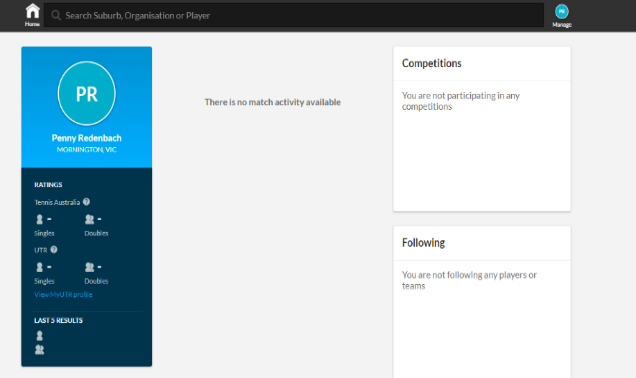 Home
Search Suburb, Organisation or Player
PR
Manage
PR
Penny Redenbach
MORNINGTON, VIC
RATINGS
Tennis Australia ?
- -
Singles Doubles
UTR ?
- -
Singles Doubles
View MyUTR profile
LAST 5 RESULTS
There is no match activity available
Competitions
You are not participating in any
competitions
Following
You are not following any players or
teams